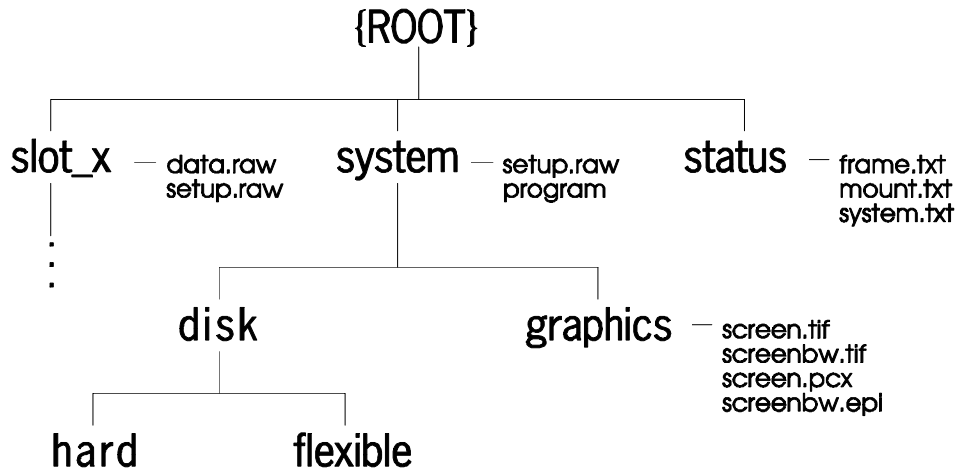 {ROOT}
slot_x
data.raw
setup.raw
system
setup.raw
program
status
frame.txt
mount.txt
system.txt
disk
graphics
screen.tif
screenbw.tif
screen.pcx
screenbw.epl
hard
flexible